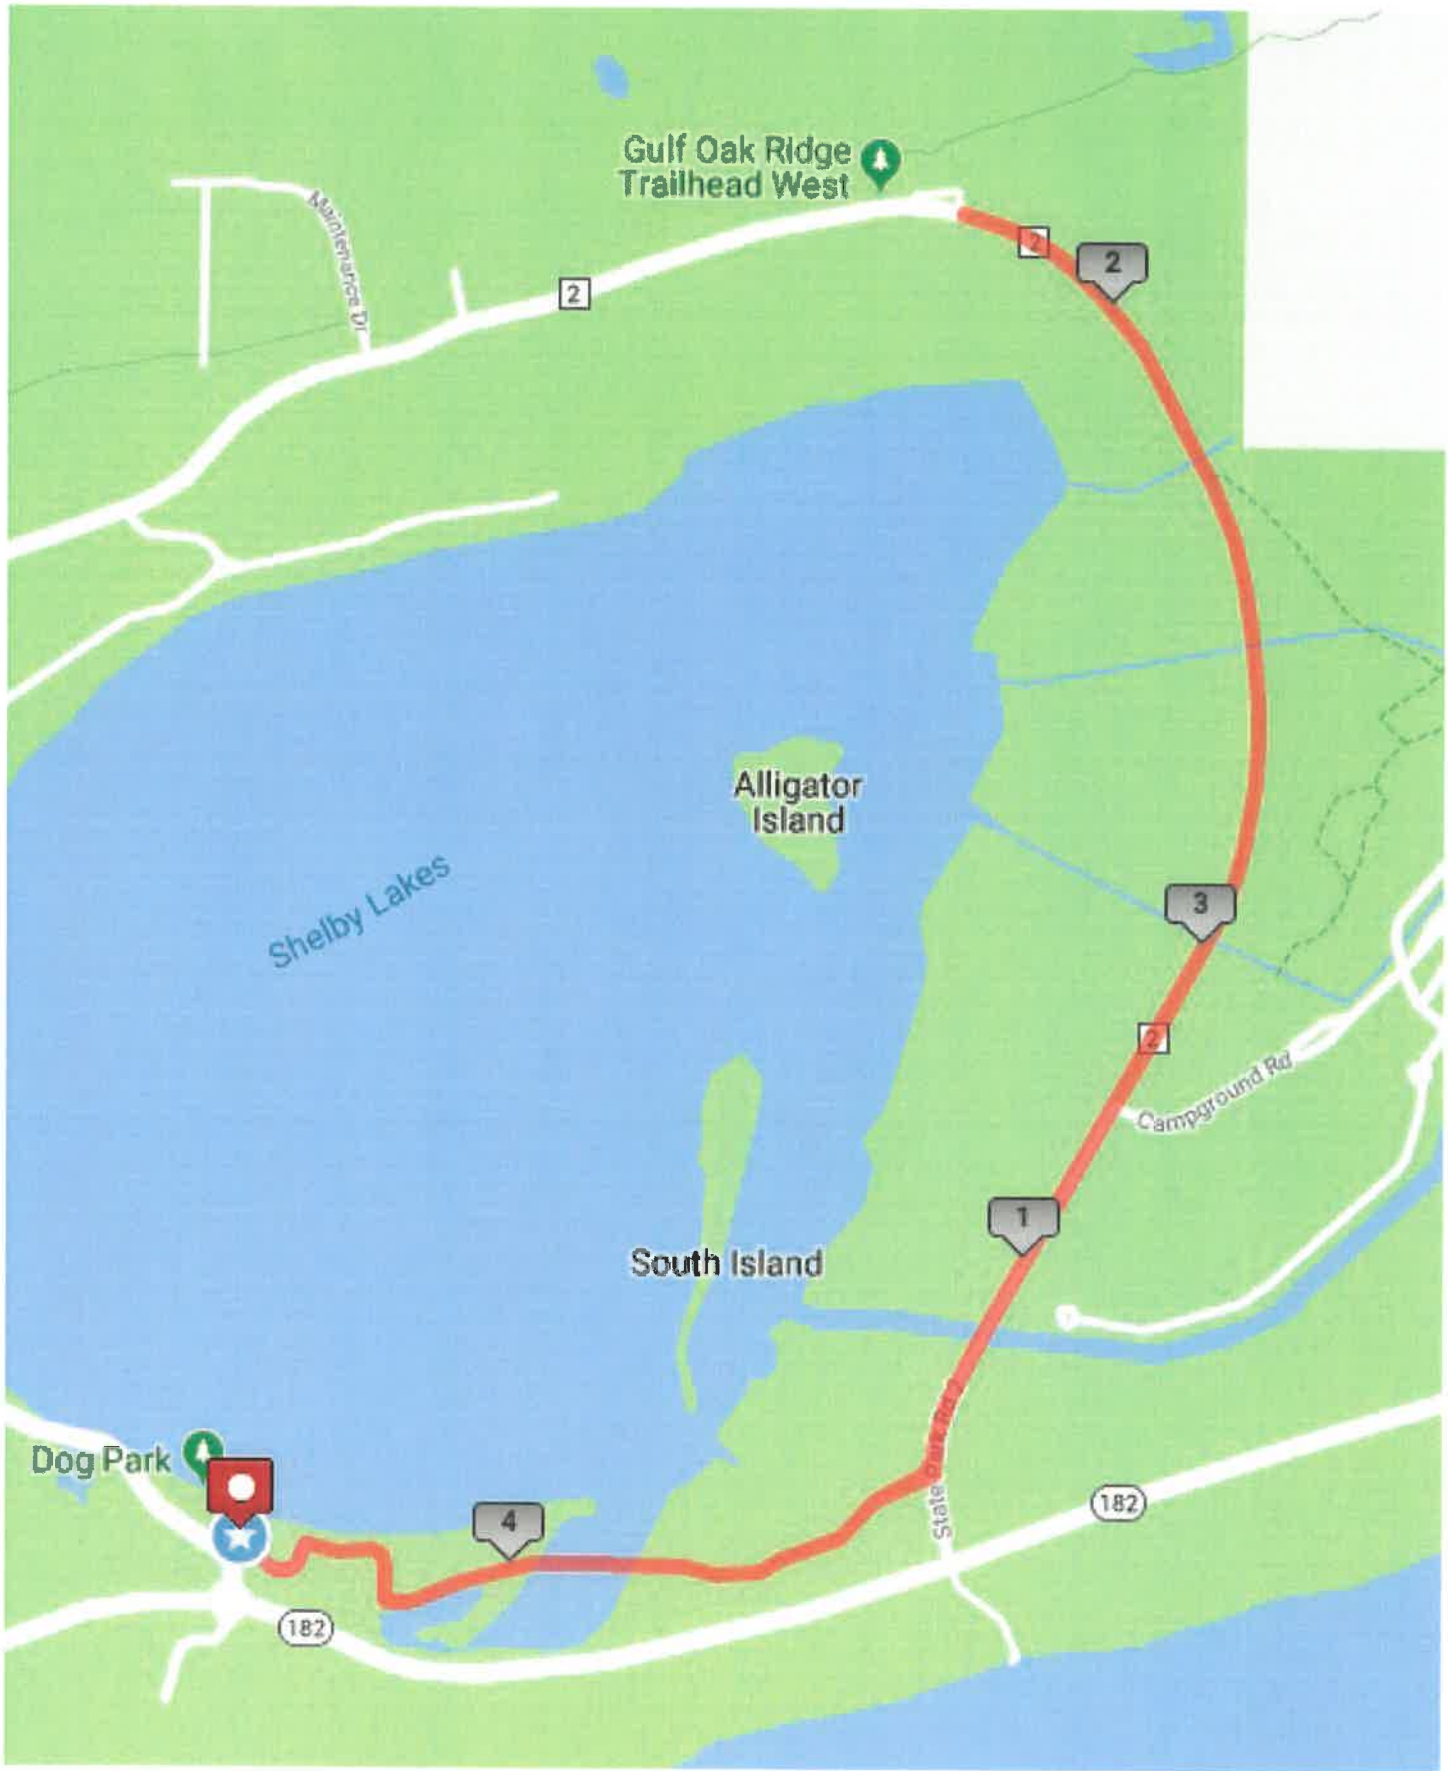 Gulf Oak Ridge
Trailhead West
Maintenance Dr
2
2
2
Alligator
Island
Shelby Lakes
3
2
Campground Rd
1
South Island
State Park Rd 2
Dog Park
4
182
182